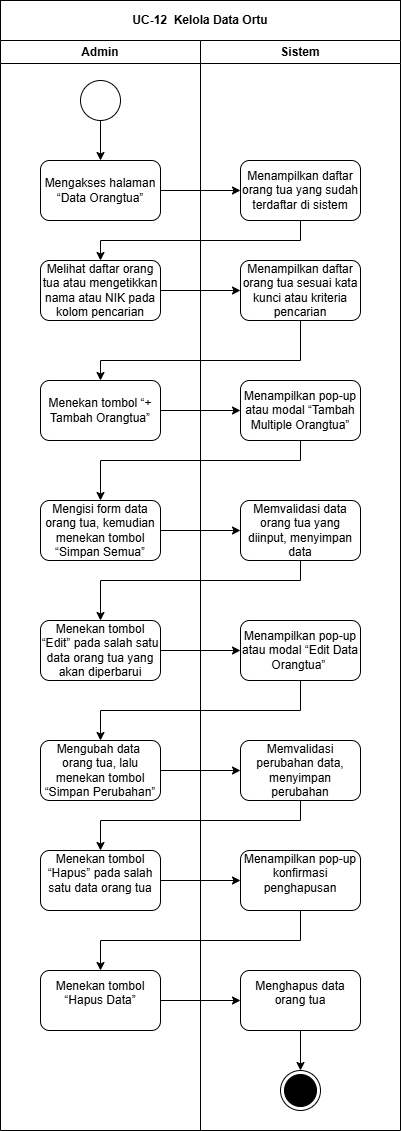 UC-12 Kelola Data Ortu
Admin
Sistem
Mengakses halaman
“Data Orangtua”
Menampilkan daftar
orang tua yang sudah
terdaftar di sistem
Melihat daftar orang
tua atau mengetikkan
nama atau NIK pada
kolom pencarian
Menampilkan daftar
orang tua sesuai kata
kunci atau kriteria
pencarian
Menekan tombol “+
Tambah Orangtua”
Menampilkan pop-up
atau modal “Tambah
Multiple Orangtua”
Mengisi form data
orang tua, kemudian
menekan tombol
“Simpan Semua”
Memvalidasi data
orang tua yang
diinput, menyimpan
data
Menekan tombol
“Edit” pada salah satu
data orang tua yang
akan diperbarui
Menampilkan pop-up
atau modal “Edit Data
Orangtua”
Mengubah data
orang tua, lalu
menekan tombol
“Simpan Perubahan”
Memvalidasi
perubahan data,
menyimpan
perubahan
Menekan tombol
“Hapus” pada salah
satu data orang tua
Menampilkan pop-up
konfirmasi
penghapusan
Menekan tombol
“Hapus Data”
Menghapus data
orang tua